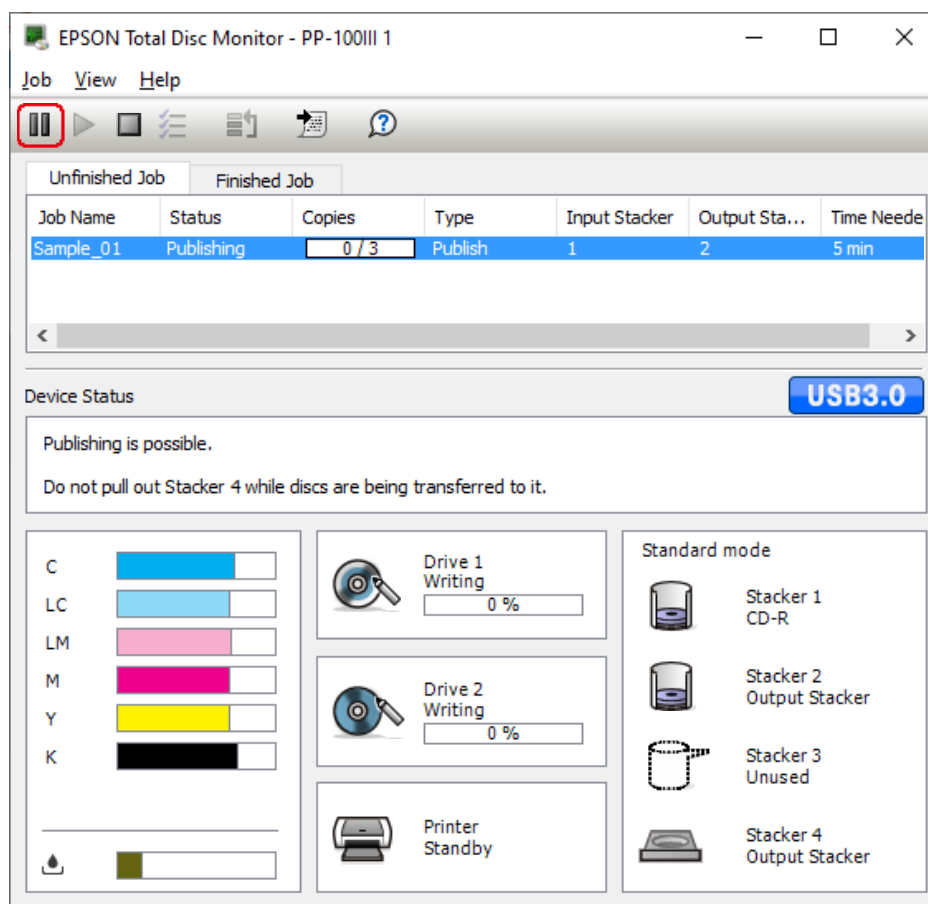 EPSON Total Disc Monitor - PP-100III 1
Job View Help
Unfinished Job Finished Job
Job Name Status Copies Type Input Stacker Output Sta... Time Neede
Sample_01 Publishing 0 / 3 Publish 1 2 5 min
Device Status USB3.0
Publishing is possible.
Do not pull out Stacker 4 while discs are being transferred to it.
C
LC
LM
M
Y
K
Drive 1
Writing
0 %
Drive 2
Writing
0 %
Printer
Standby
Standard mode
Stacker 1
CD-R
Stacker 2
Output Stacker
Stacker 3
Unused
Stacker 4
Output Stacker